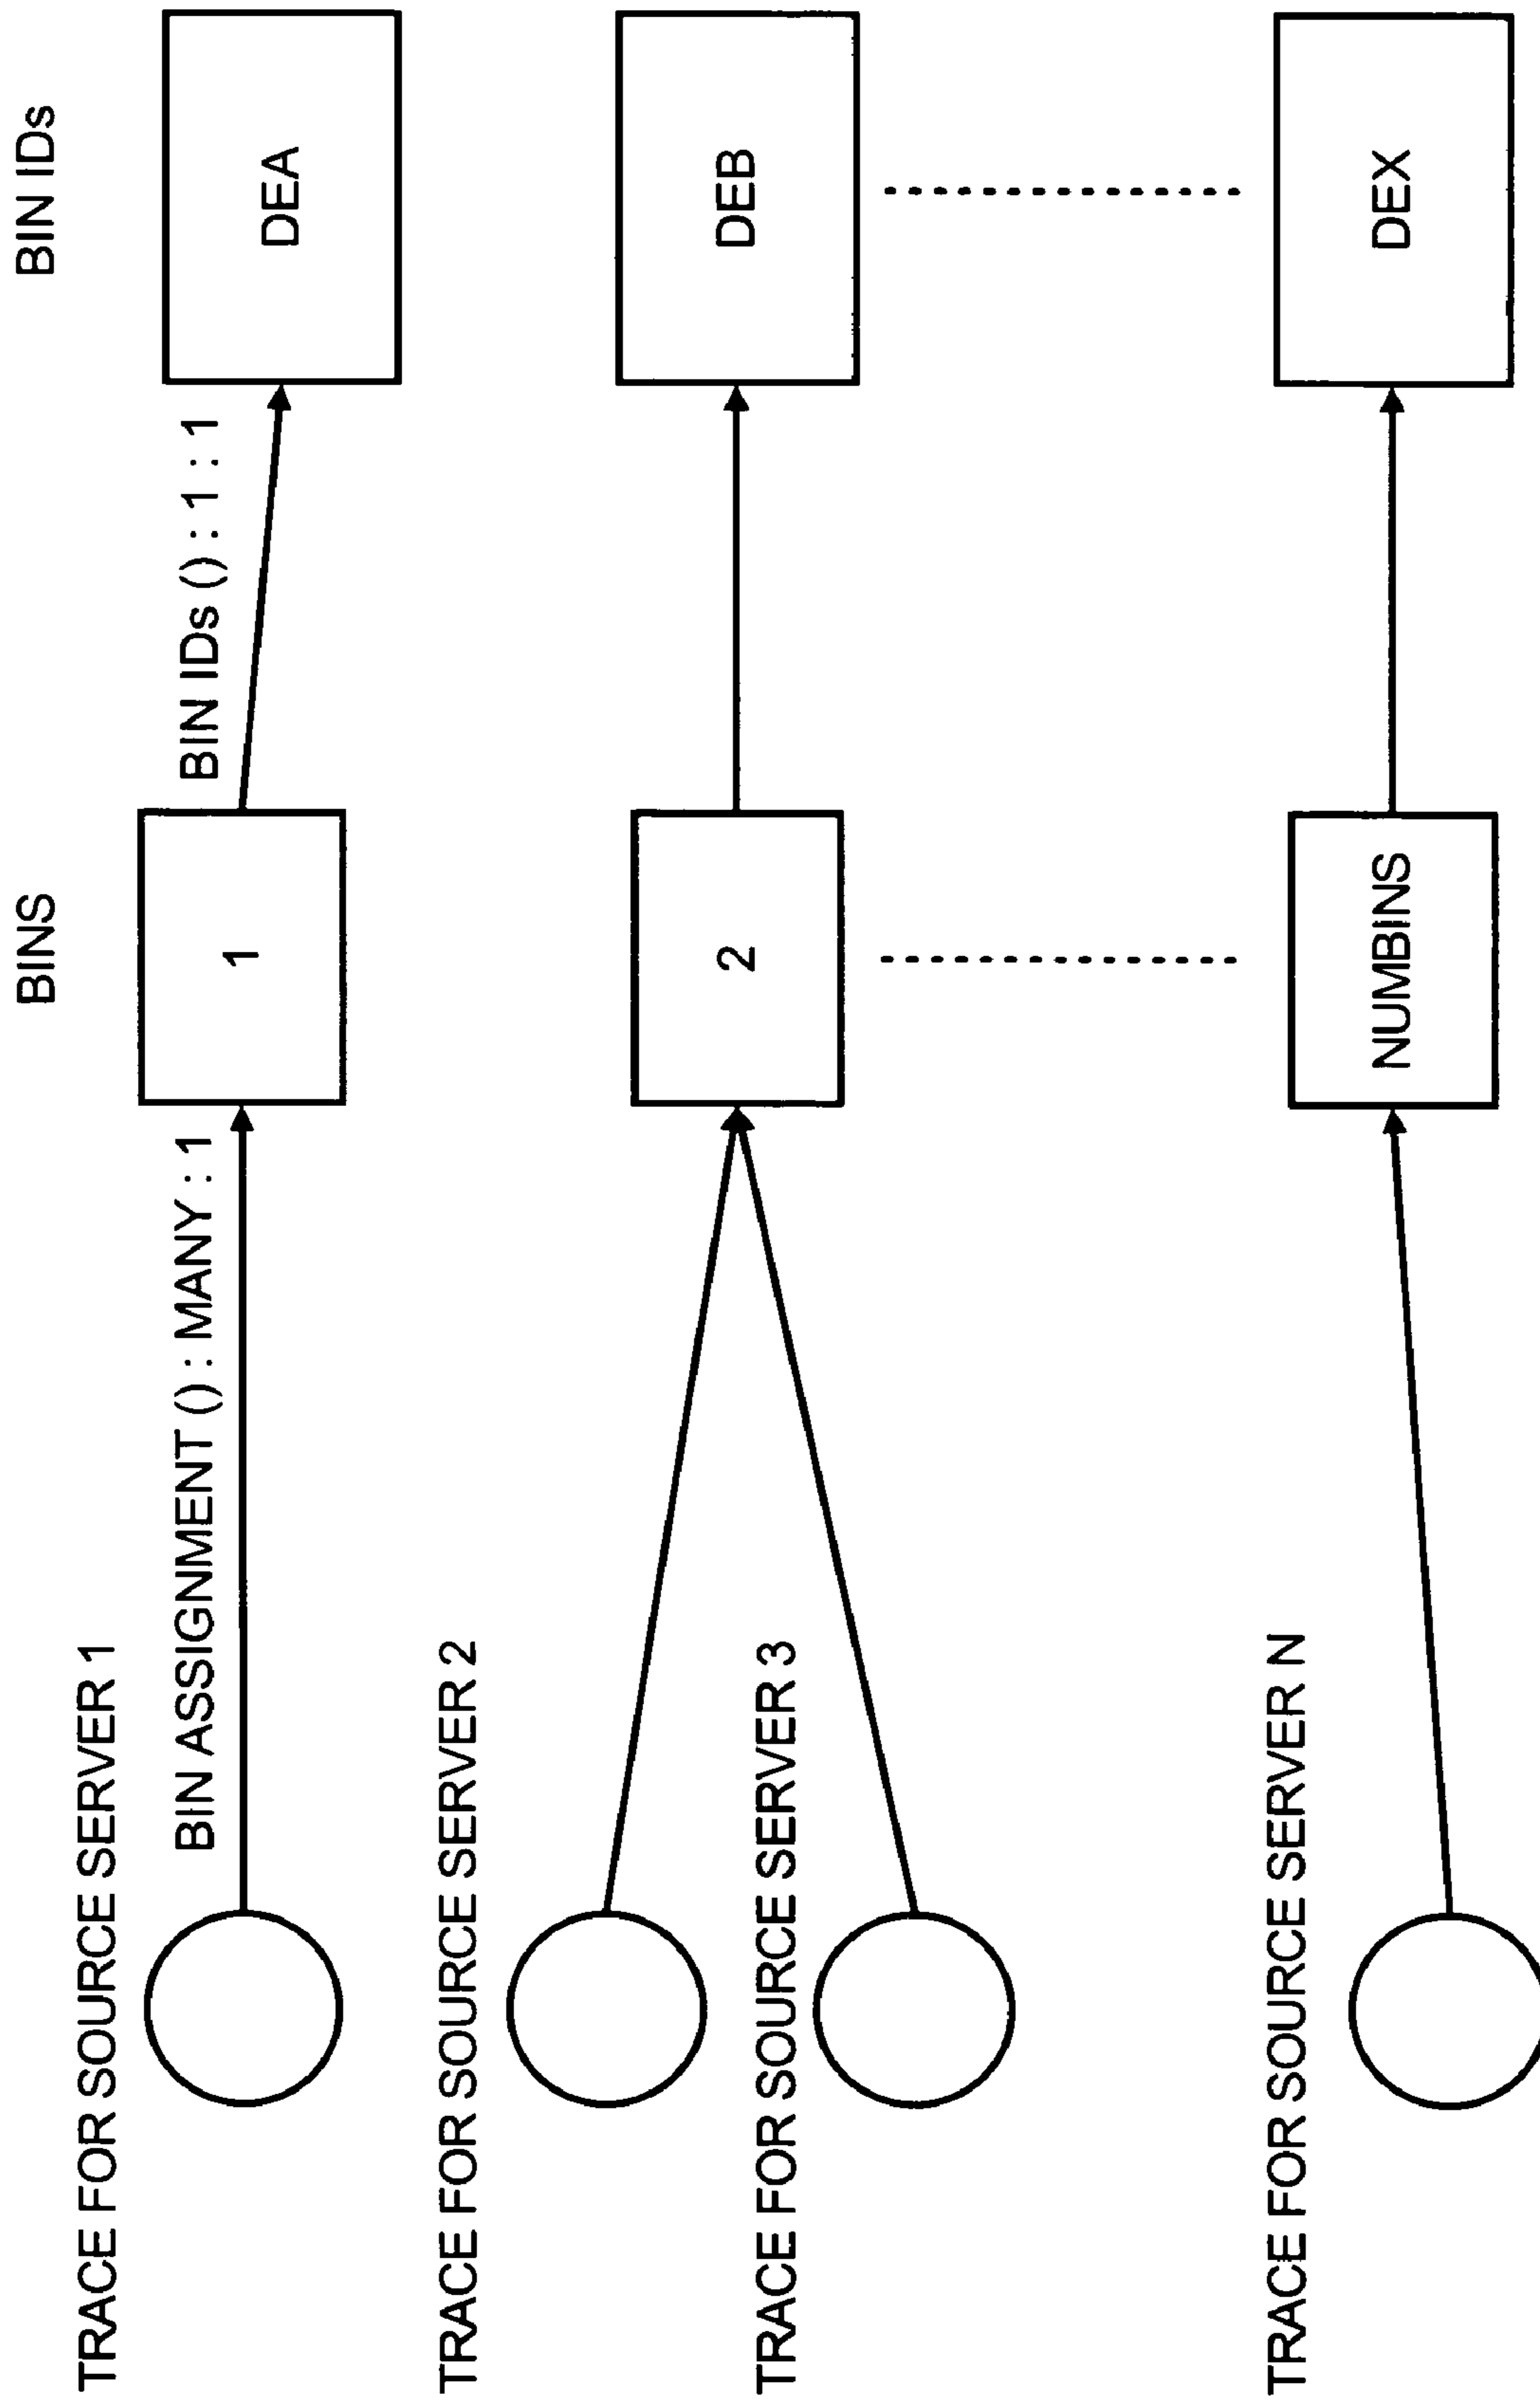 BINS
BIN IDs
TRACE FOR SOURCE SERVER 1
BIN ASSIGNMENT () : MANY : 1
1
BIN IDs () : 1 : 1
DEA
TRACE FOR SOURCE SERVER 2
2
DEB
TRACE FOR SOURCE SERVER 3
TRACE FOR SOURCE SERVER N
NUMBINS
DEX